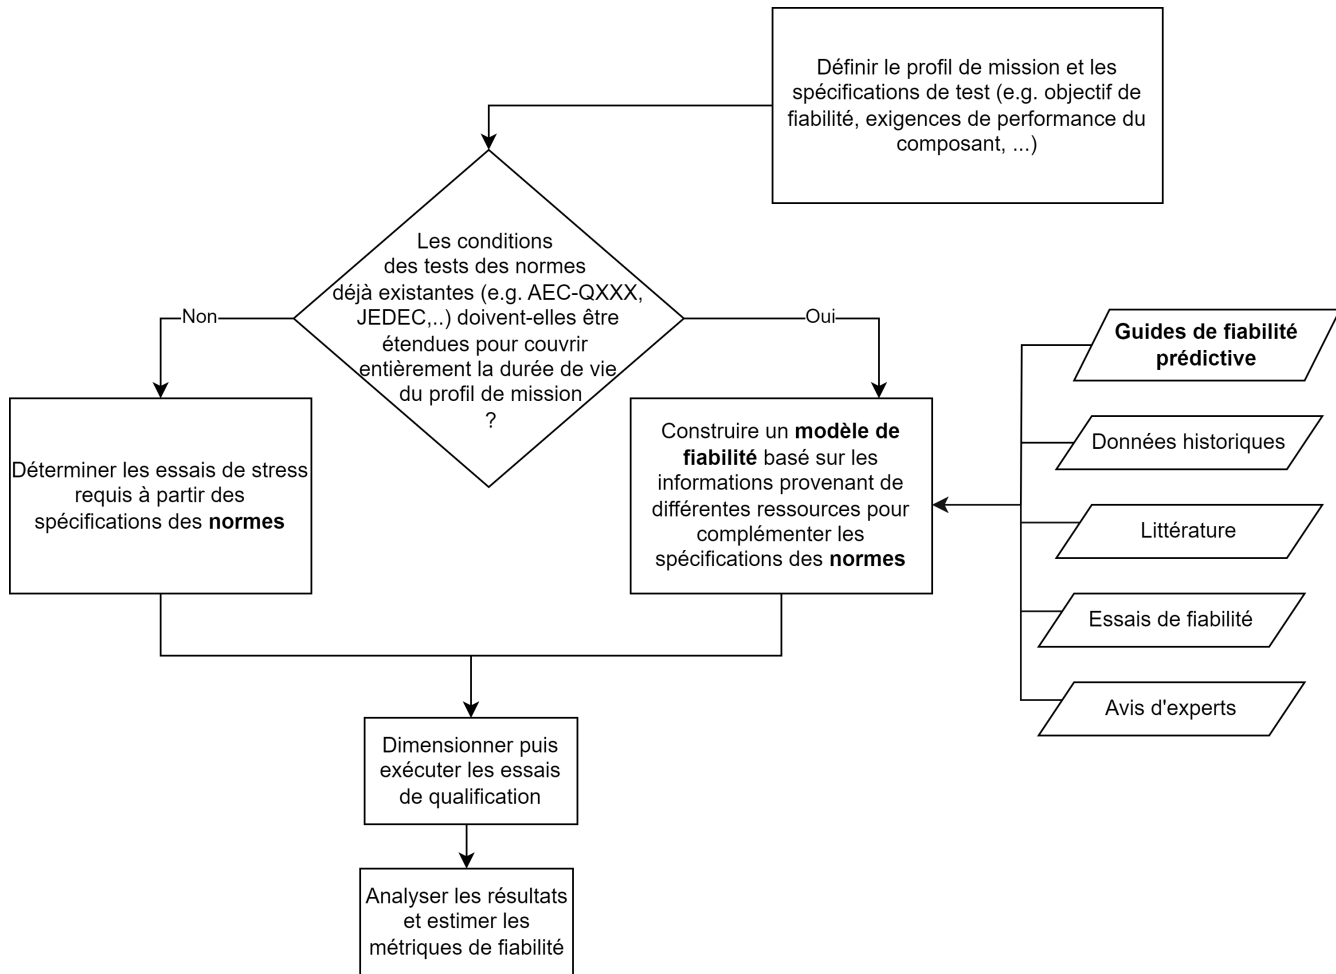 Définir le profil de mission et les
spécifications de test (e.g. objectif de
fiabilité, exigences de performance du
composant, ...)
Les conditions
des tests des normes
déjà existantes (e.g. AEC-QXXX,
JEDEC,..) doivent-elles être
étendues pour couvrir
entièrement la durée de vie
du profil de mission
?
Non
Oui
Déterminer les essais de stress
requis à partir des
spécifications des normes
Construire un modèle de
fiabilité basé sur les
informations provenant de
différentes ressources pour
complémenter les
spécifications des normes
Guides de fiabilité
prédictive
Données historiques
Littérature
Essais de fiabilité
Avis d'experts
Dimensionner puis
exécuter les essais
de qualification
Analyser les résultats
et estimer les
métriques de fiabilité